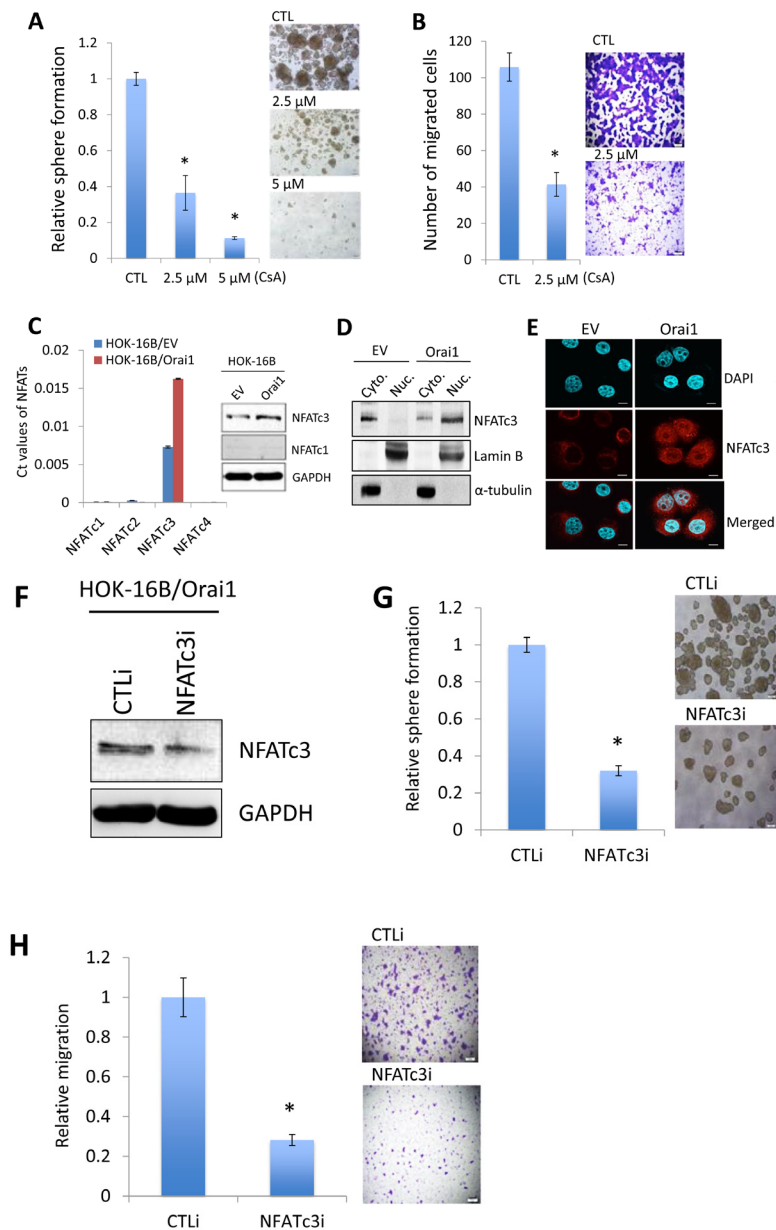 A
CTL
Relative sphere formation
1.2
1
0.8
0.6
0.4
0.2
0
*
*
CTL 2.5 µM 5 µM (CsA)
2.5 µM
5 µM
B
CTL
Number of migrated cells
120
100
80
60
40
20
0
*
CTL 2.5 µM (CsA)
2.5 µM
C
HOK-16B/EV
HOK-16B/Orai1
Ct values of NFATs
0.02
0.015
0.01
0.005
0
NFATc1 NFATc2 NFATc3 NFATc4
HOK-16B
EV Orai1
NFATc3
NFATc1
GAPDH
D
EV Orai1
Cyto. Nuc. Cyto. Nuc.
NFATc3
Lamin B
α-tubulin
E
EV Orai1
DAPI
NFATc3
Merged
F
HOK-16B/Orai1
CTLi NFATc3i
NFATc3
GAPDH
G
Relative sphere formation
1.2
1
0.8
0.6
0.4
0.2
0
*
CTLi NFATc3i
CTLi
NFATc3i
H
Relative migration
1.2
1
0.8
0.6
0.4
0.2
0
*
CTLi NFATc3i
CTLi
NFATc3i